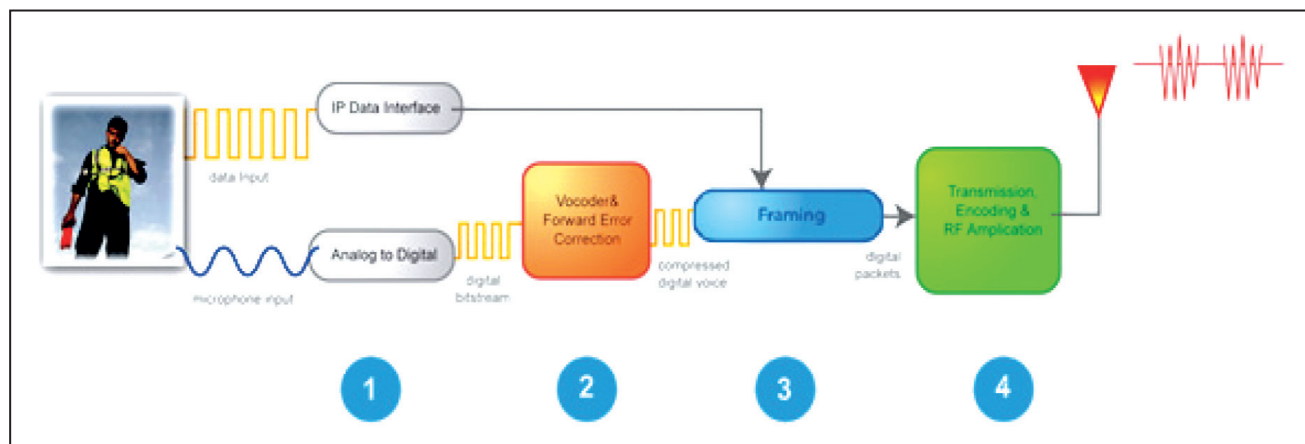 IP Data Interface
data Input
Vocoder&
Forward Error
Correction
Framing
Transmission,
Encoding &
RF Amplication
Analog to Digital
microphone input
digital
bitstream
compressed
digital voice
digital
packets
1
2
3
4